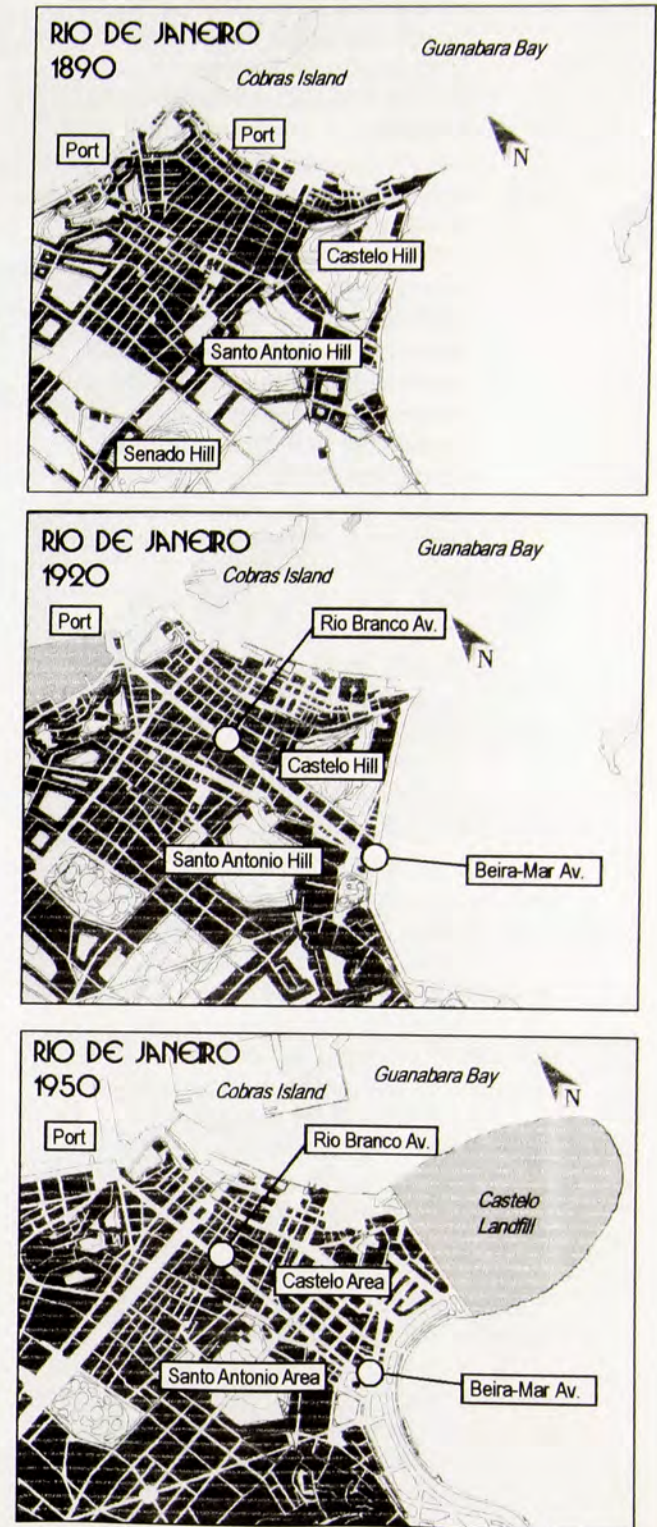 RIO DE JANEIRO
1890
Guanabara Bay
Cobras Island
Port
Port
N
Castelo Hill
Santo Antonio Hill
Senado Hill
RIO DE JANEIRO
1920
Guanabara Bay
Cobras Island
Port
Rio Branco Av.
N
Castelo Hill
Santo Antonio Hill
Beira-Mar Av.
RIO DE JANEIRO
1950
Guanabara Bay
Cobras Island
N
Port
Rio Branco Av.
Castelo
Landfill
Castelo Area
Santo Antonio Area
Beira-Mar Av.